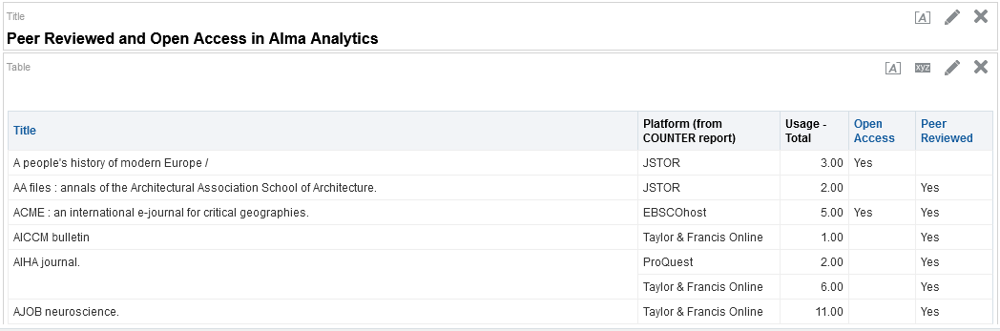 Title
[A]
Peer Reviewed and Open Access in Alma Analytics
Table
[A] xyz
Title Platform (from COUNTER report) Usage - Total Open Access Peer Reviewed
A people's history of modern Europe / JSTOR 3.00 Yes
AA files : annals of the Architectural Association School of Architecture. JSTOR 2.00 Yes
ACME : an international e-journal for critical geographies. EBSCOhost 5.00 Yes Yes
AICCM bulletin Taylor & Francis Online 1.00 Yes
AIHA journal. ProQuest 2.00 Yes
Taylor & Francis Online 6.00 Yes
AJOB neuroscience. Taylor & Francis Online 11.00 Yes